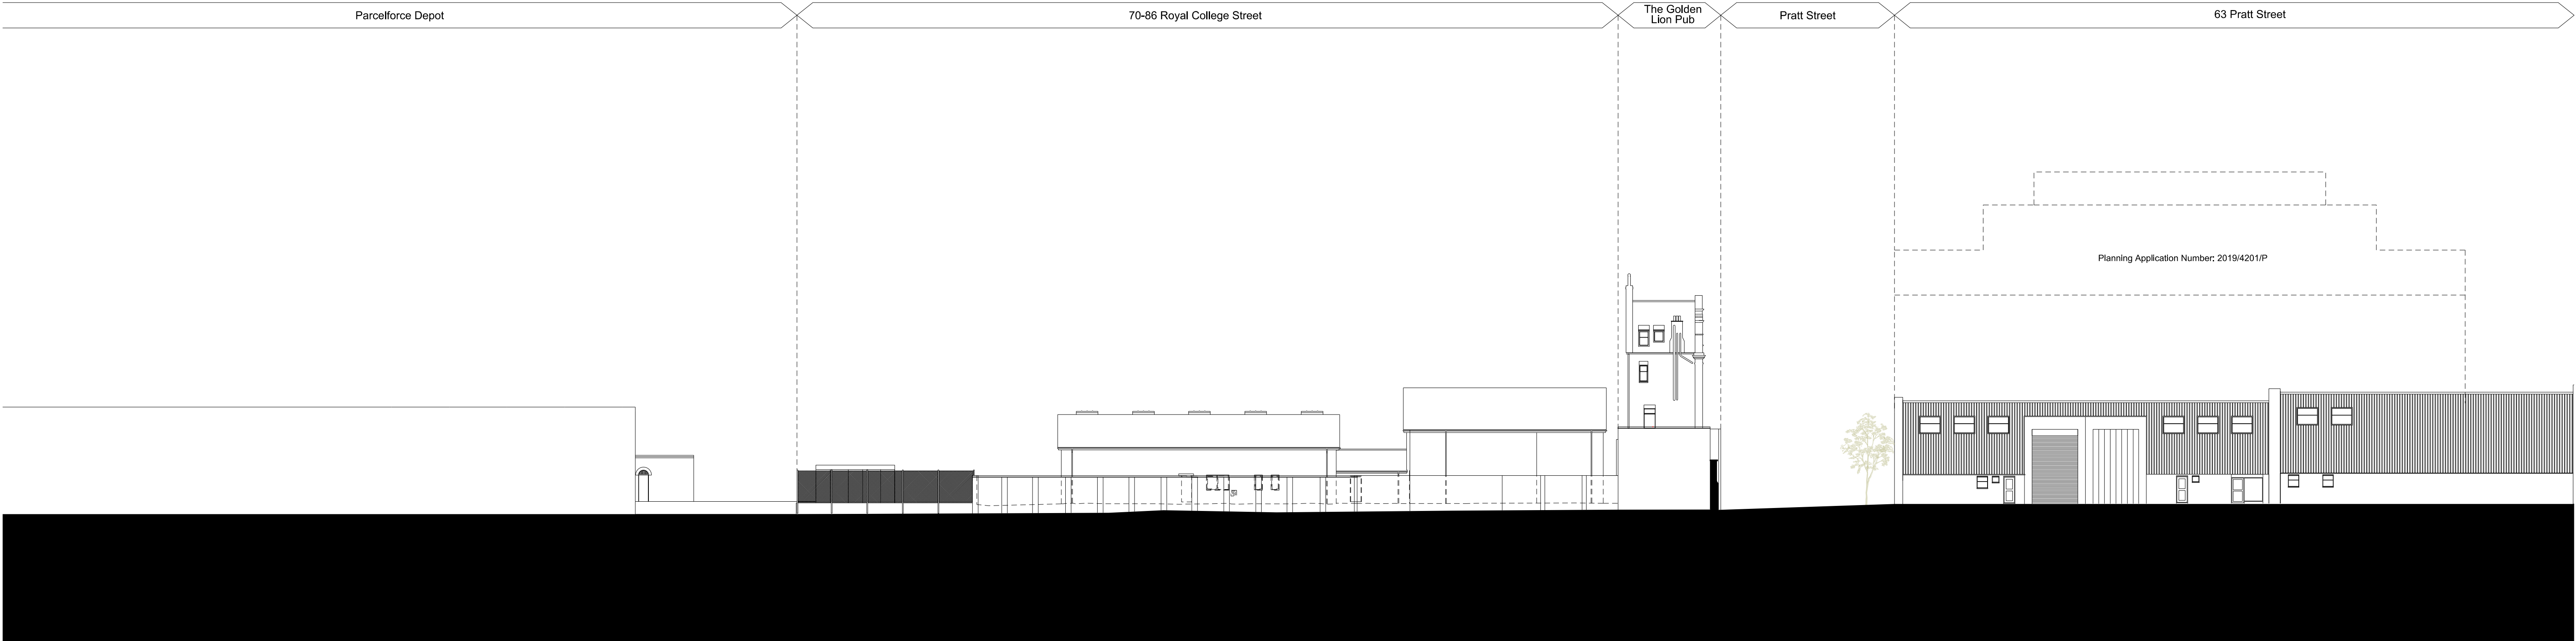 Parcelforce Depot
70-86 Royal College Street
The Golden
Lion Pub
Pratt Street
63 Pratt Street
Planning Application Number: 2019/4201/P